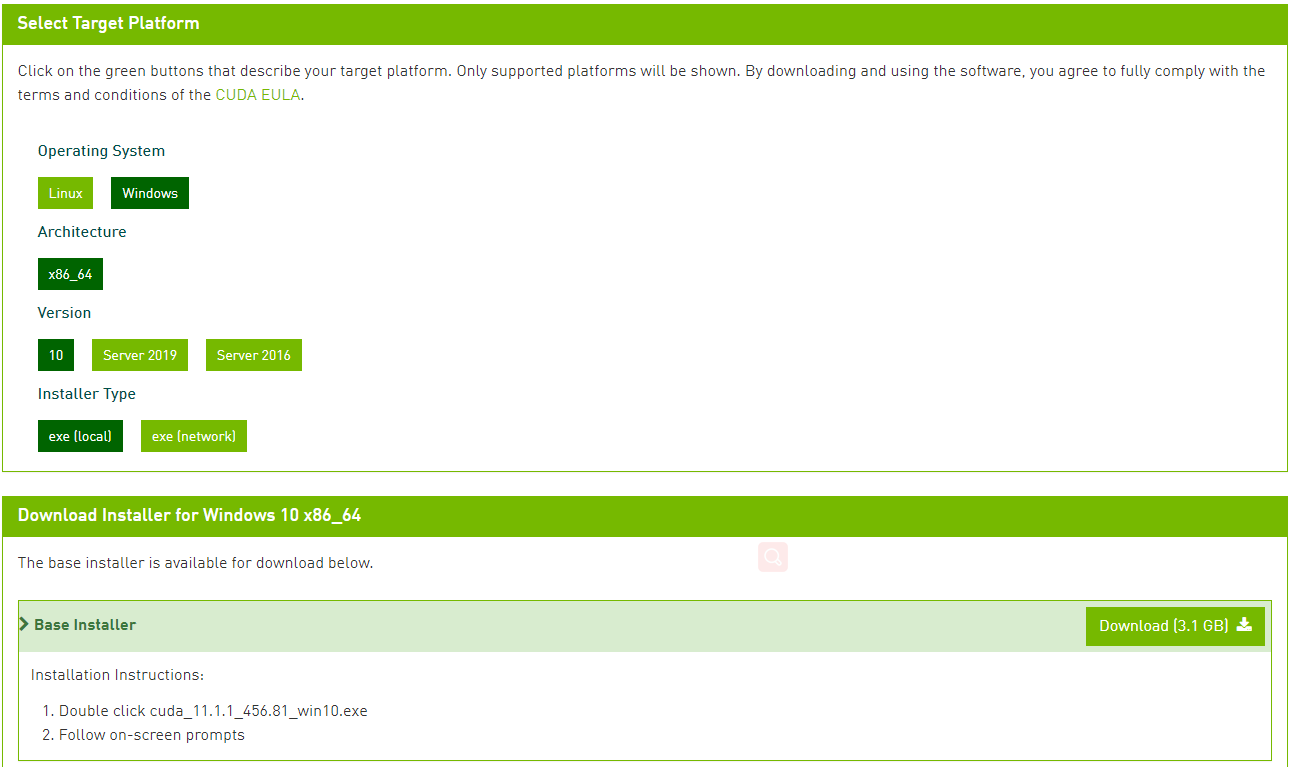 Select Target Platform
Click on the green buttons that describe your target platform. Only supported platforms will be shown. By downloading and using the software, you agree to fully comply with the
terms and conditions of the CUDA EULA.
Operating System
Linux Windows
Architecture
x86_64
Version
10 Server 2019 Server 2016
Installer Type
exe (local) exe (network)
Download Installer for Windows 10 x86_64
The base installer is available for download below.
Base Installer Download (3.1 GB)
Installation Instructions:
1. Double click cuda_11.1.1_456.81_win10.exe
2. Follow on-screen prompts